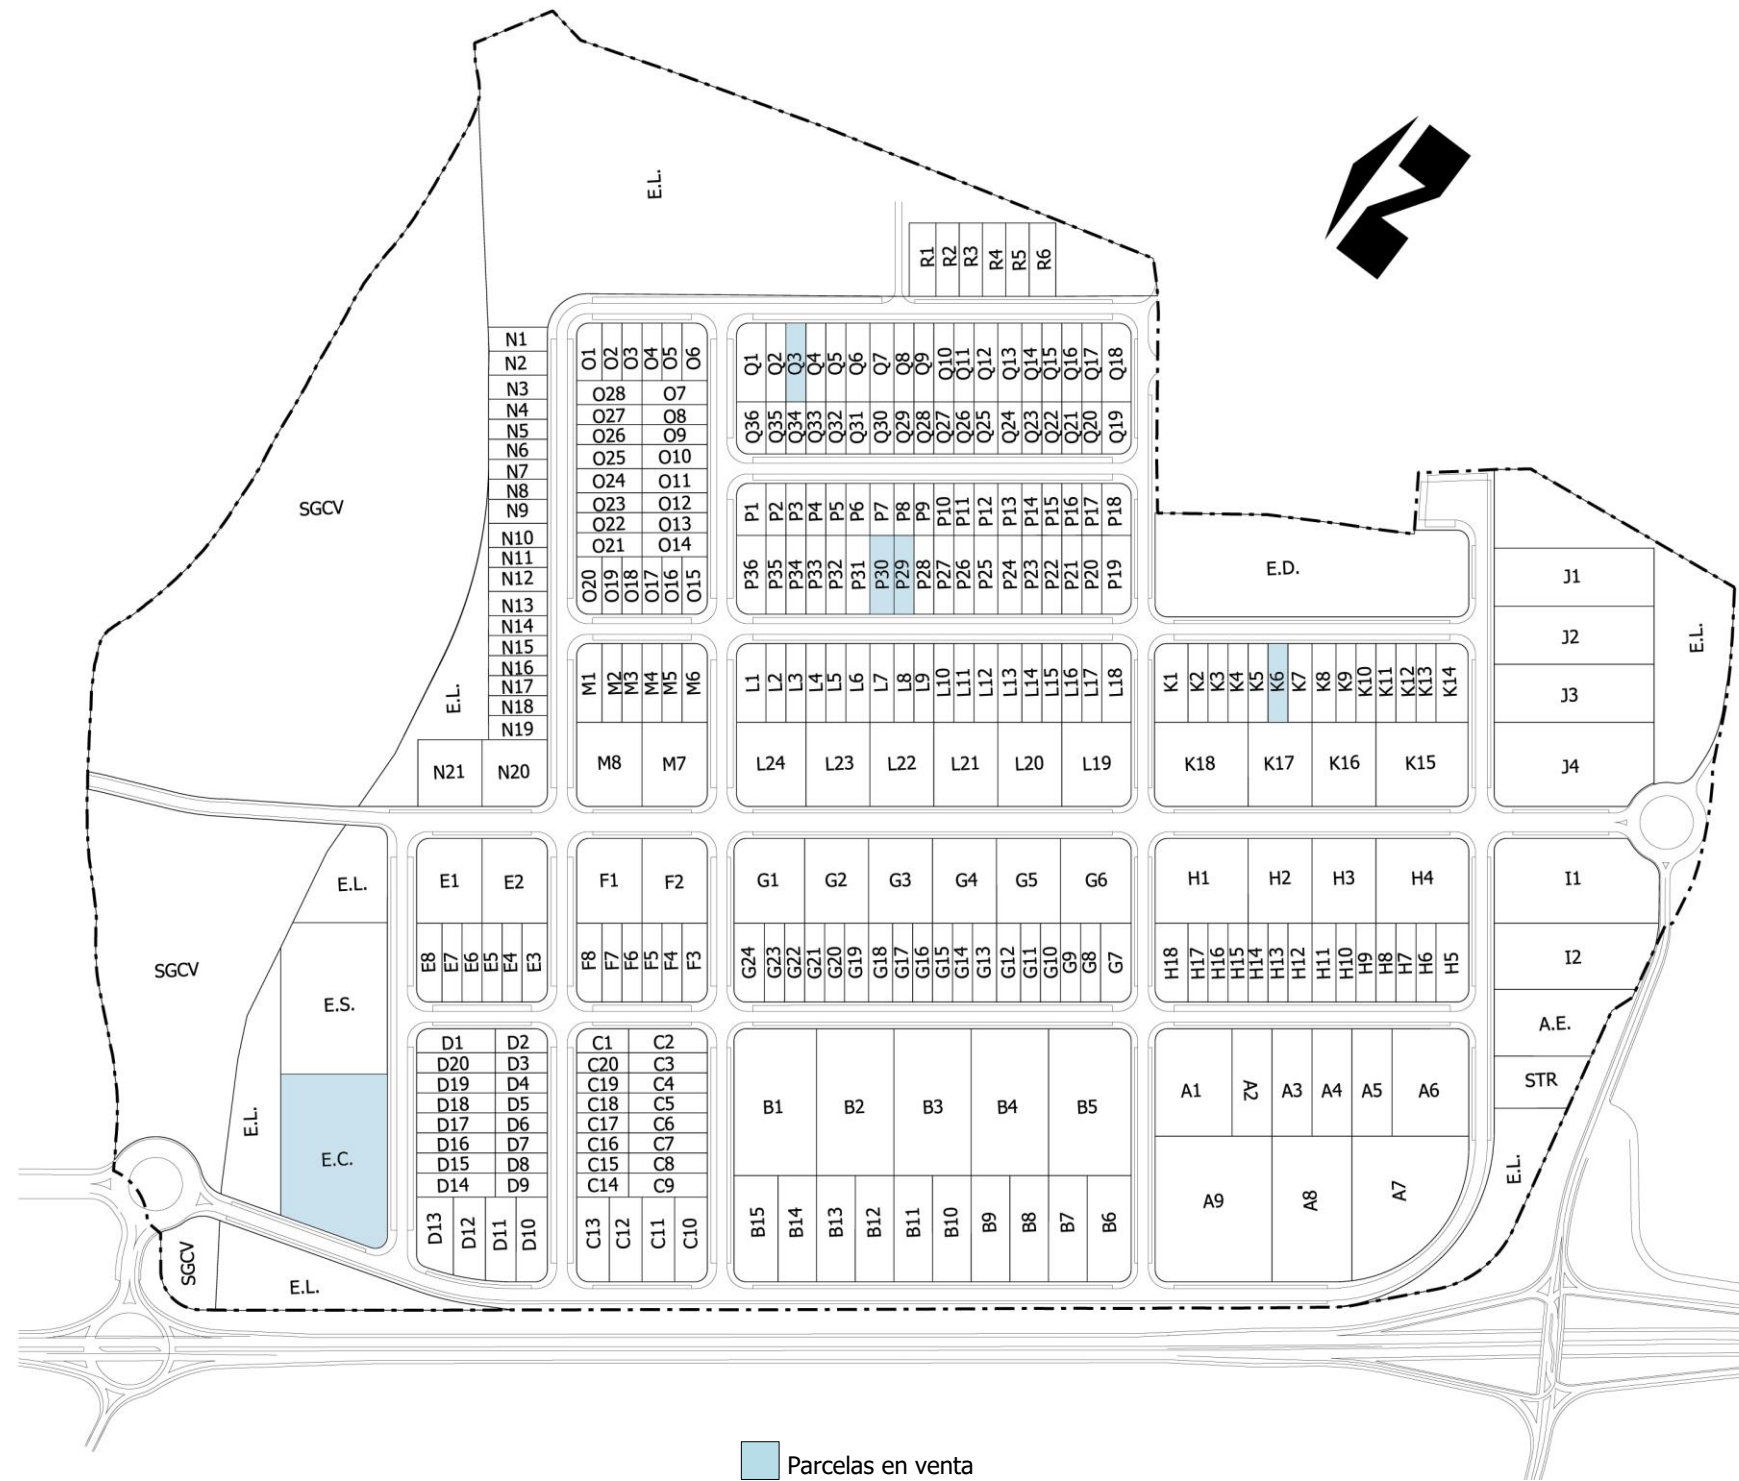 E.L.
R1 R2 R3 R4 R5 R6
N1
N2
N3
N4
N5
N6
N7
N8
N9
N10
N11
N12
N13
N14
N15
N16
N17
N18
N19
N21 N20
SGCV
E.L.
O1 O2 O3 O4 O5 O6
O28 O7
O27 O8
O26 O9
O25 O10
O24 O11
O23 O12
O22 O13
O21 O14
O20 O19 O18 O17 O16 O15
Q1 Q2 Q3 Q4 Q5 Q6 Q7 Q8 Q9 Q10 Q11 Q12 Q13 Q14 Q15 Q16 Q17 Q18
Q36 Q35 Q34 Q33 Q32 Q31 Q30 Q29 Q28 Q27 Q26 Q25 Q24 Q23 Q22 Q21 Q20 Q19
P1 P2 P3 P4 P5 P6 P7 P8 P9 P10 P11 P12 P13 P14 P15 P16 P17 P18
P36 P35 P34 P33 P32 P31 P30 P29 P28 P27 P26 P25 P24 P23 P22 P21 P20 P19
E.D.
J1
J2
J3
J4
E.L.
M1 M2 M3 M4 M5 M6
M8 M7
L1 L2 L3 L4 L5 L6 L7 L8 L9 L10 L11 L12 L13 L14 L15 L16 L17 L18
L24 L23 L22 L21 L20 L19
K1 K2 K3 K4 K5 K6 K7 K8 K9 K10 K11 K12 K13 K14
K18 K17 K16 K15
E.L.
SGCV
E.S.
E.L.
E.C.
SGCV
E.L.
E1 E2
E8 E7 E6 E5 E4 E3
F1 F2
F8 F7 F6 F5 F4 F3
G1 G2 G3 G4 G5 G6
G24 G23 G22 G21 G20 G19 G18 G17 G16 G15 G14 G13 G12 G11 G10 G9 G8 G7
H1 H2 H3 H4
H18 H17 H16 H15 H14 H13 H12 H11 H10 H9 H8 H7 H6 H5
I1
I2
A.E.
STR
E.L.
D1 D2
D20 D3
D19 D4
D18 D5
D17 D6
D16 D7
D15 D8
D14 D9
D13 D12 D11 D10
C1 C2
C20 C3
C19 C4
C18 C5
C17 C6
C16 C7
C15 C8
C14 C9
C13 C12 C11 C10
B1 B2 B3 B4 B5
B15 B14 B13 B12 B11 B10 B9 B8 B7 B6
A1 A2 A3 A4 A5 A6
A9 A8 A7
Parcelas en venta